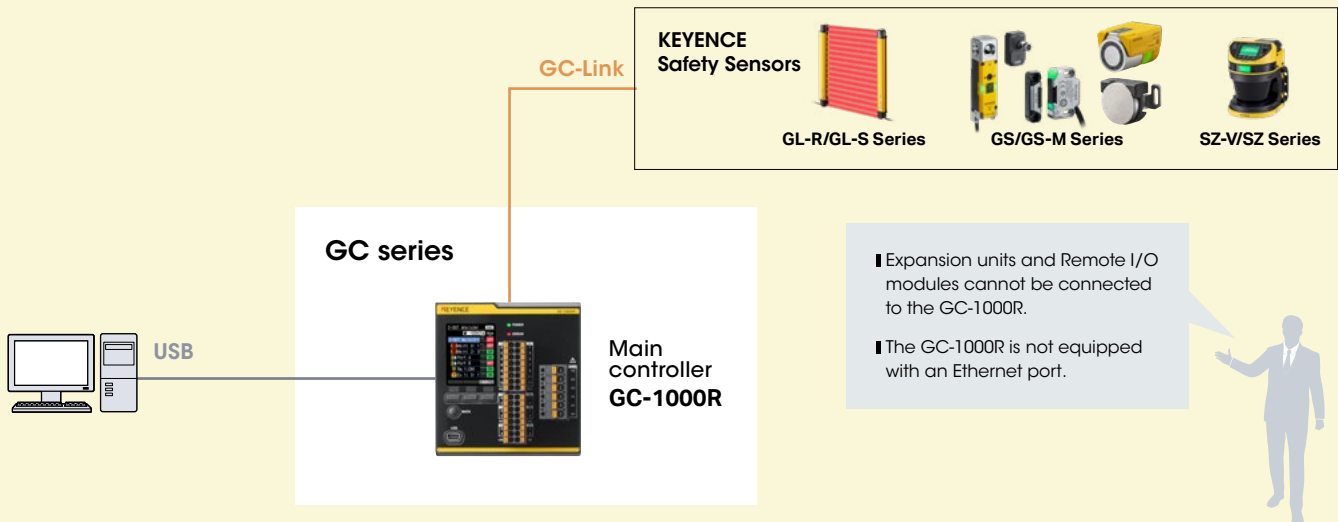 KEYENCE
Safety Sensors
GC-Link
GL-R/GL-S Series
GS/GS-M Series
SZ-V/SZ Series
GC series
Expansion units and Remote I/O
modules cannot be connected
to the GC-1000R.
The GC-1000R is not equipped
with an Ethernet port.
KEYENCE
USB
Main
controller
GC-1000R